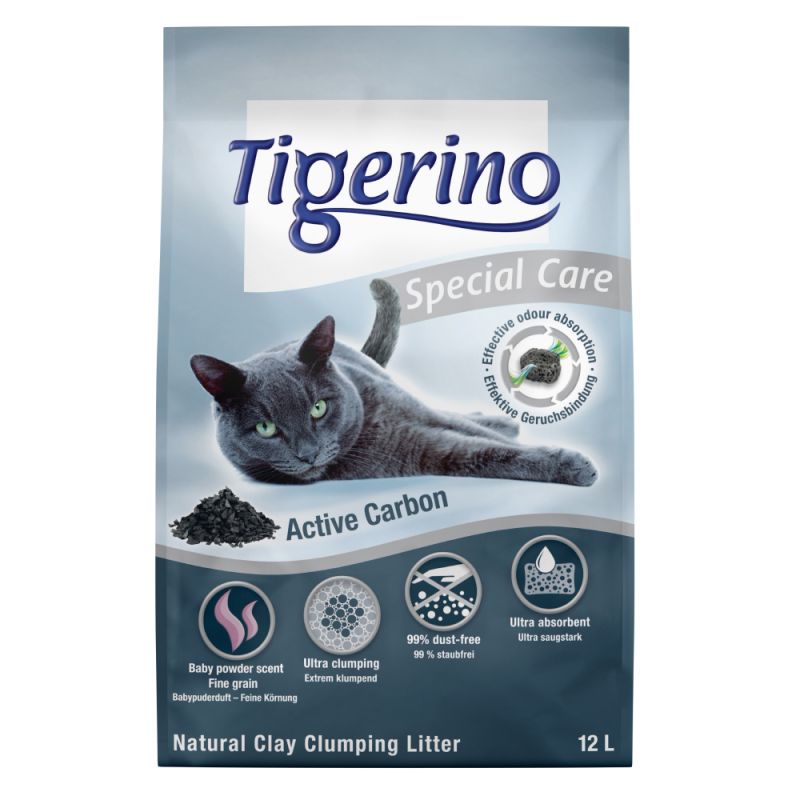 Tigerino
Special Care
· Effective odour absorption ·
Effektive Geruchsbindung
Active Carbon
Baby powder scent
Fine grain
Babypuderduft – Feine Körnung
Ultra clumping
Extrem klumpend
99% dust-free
99 % staubfrei
Ultra absorbent
Ultra saugstark
Natural Clay Clumping Litter
12 L